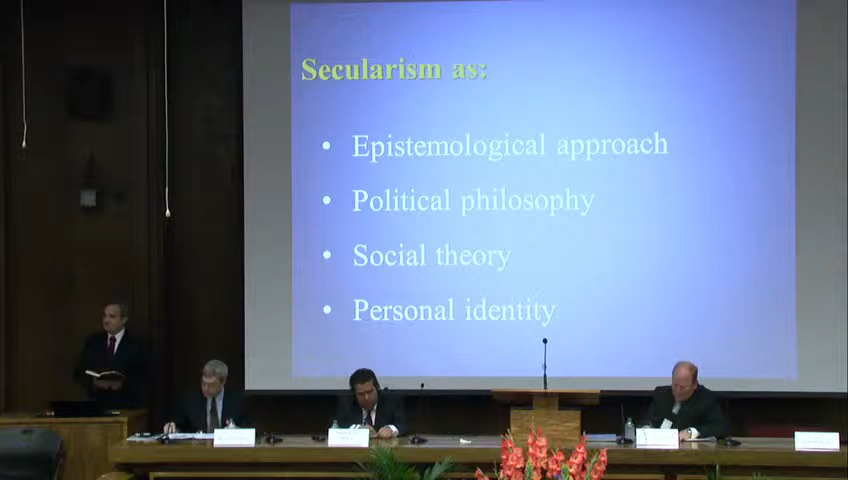 Secularism as:
• Epistemological approach
• Political philosophy
• Social theory
• Personal identity